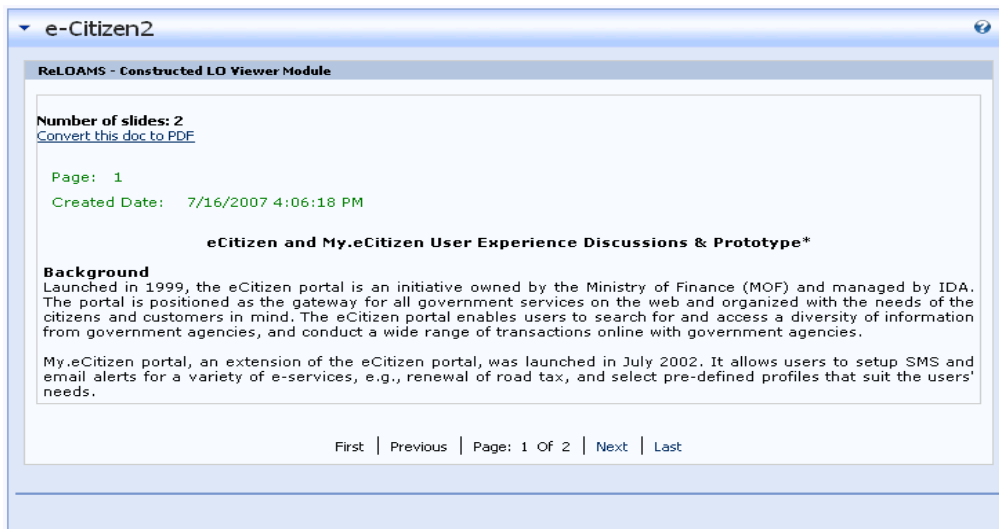 e-Citizen2
ReLOAMS - Constructed LO Viewer Module
Number of slides: 2
Convert this doc to PDF
Page: 1
Created Date: 7/16/2007 4:06:18 PM
eCitizen and My.eCitizen User Experience Discussions & Prototype*
Background
Launched in 1999, the eCitizen portal is an initiative owned by the Ministry of Finance (MOF) and managed by IDA.
The portal is positioned as the gateway for all government services on the web and organized with the needs of the
citizens and customers in mind. The eCitizen portal enables users to search for and access a diversity of information
from government agencies, and conduct a wide range of transactions online with government agencies.
My.eCitizen portal, an extension of the eCitizen portal, was launched in July 2002. It allows users to setup SMS and
email alerts for a variety of e-services, e.g., renewal of road tax, and select pre-defined profiles that suit the users'
needs.
First | Previous | Page: 1 Of 2 | Next | Last